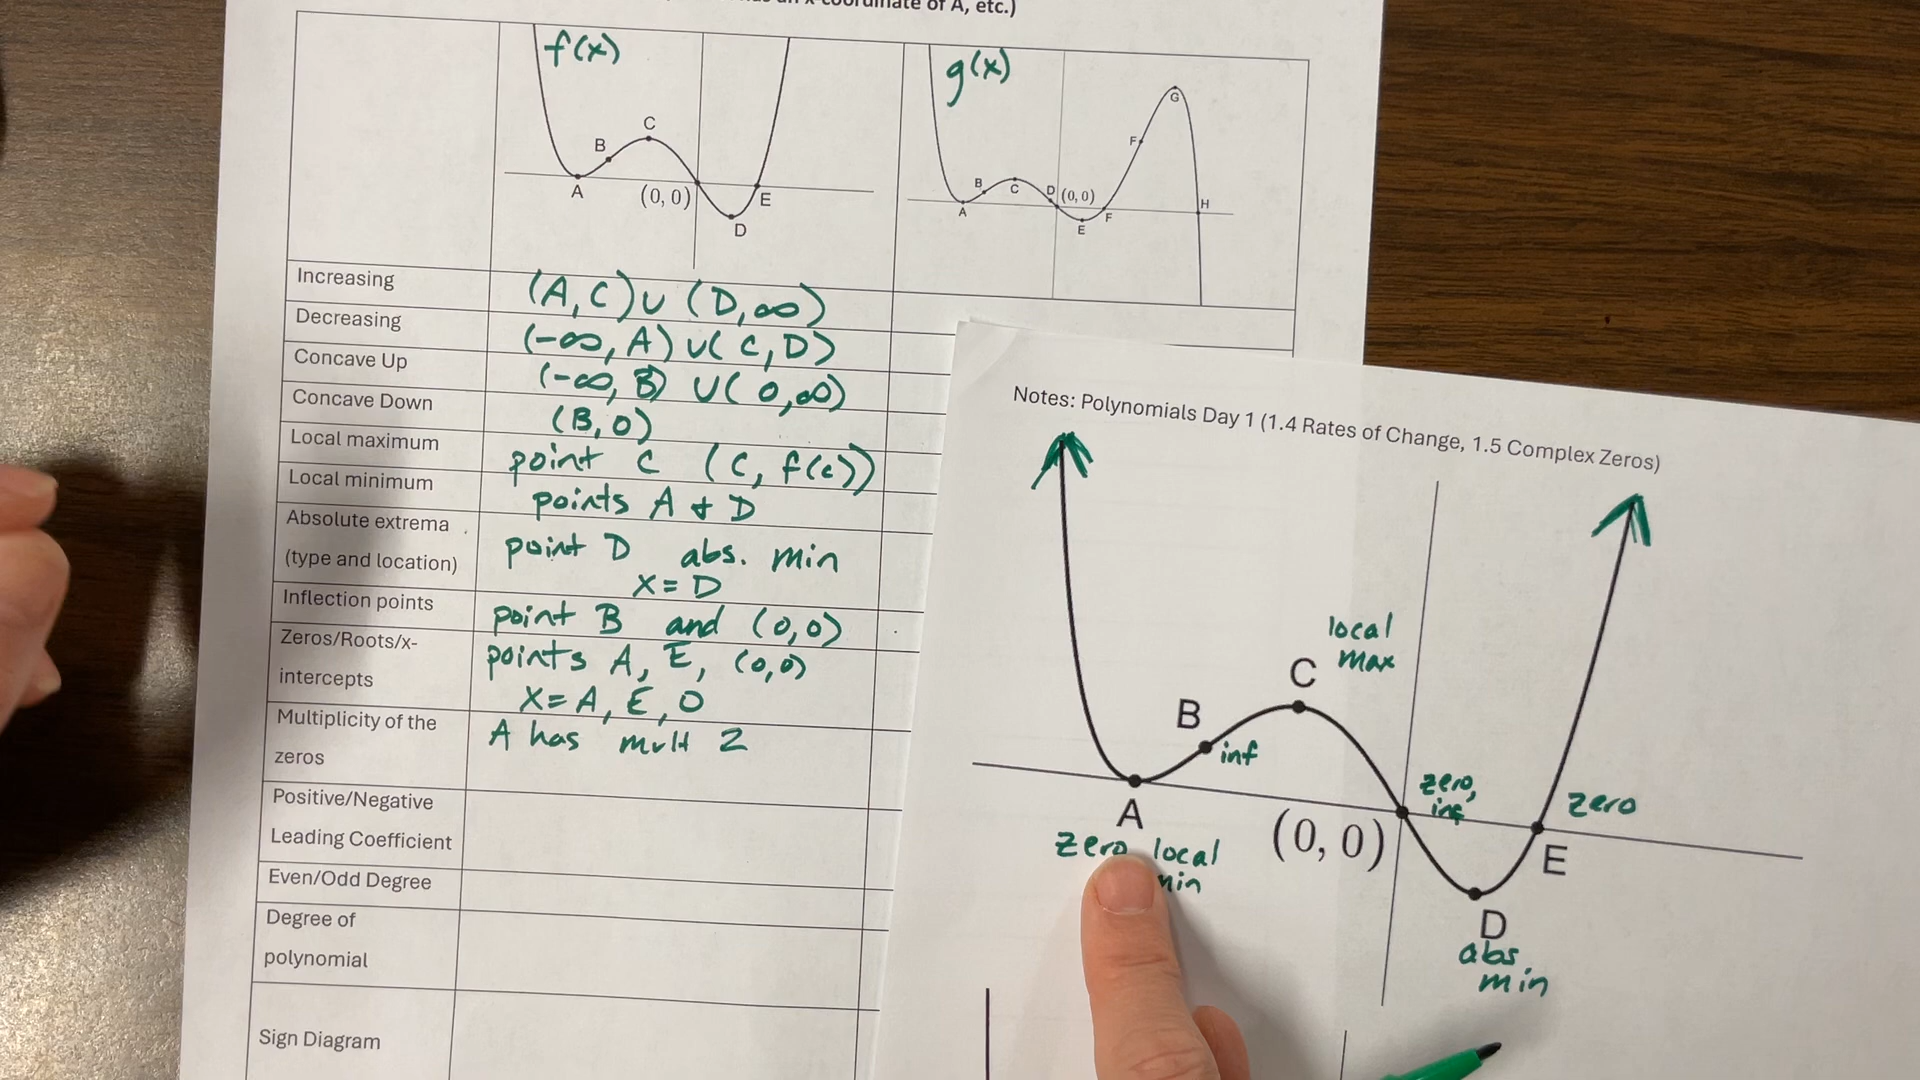 x-coordinate of A, etc.)
f(x)
g(x)
A
B
C
(0, 0)
D
E
A
B
C
D
(0, 0)
E
F
F
G
H
Increasing
(A, C) ∪ (D, ∞)
Decreasing
(-∞, A) ∪ (C, D)
Concave Up
(-∞, B) ∪ (0, ∞)
Concave Down
(B, 0)
Local maximum
point C (C, f(c))
Local minimum
points A + D
Absolute extrema
(type and location)
point D abs. min
x = D
Inflection points
point B and (0,0)
Zeros/Roots/x-
intercepts
points A, E, (0,0)
X = A, E, 0
Multiplicity of the
zeros
A has mult 2
Positive/Negative
Leading Coefficient
Even/Odd Degree
Degree of
polynomial
Sign Diagram
Notes: Polynomials Day 1 (1.4 Rates of Change, 1.5 Complex Zeros)
local
max
C
B
inf
A
zero, local
min
(0, 0)
zero,
inf
zero
E
D
abs
min